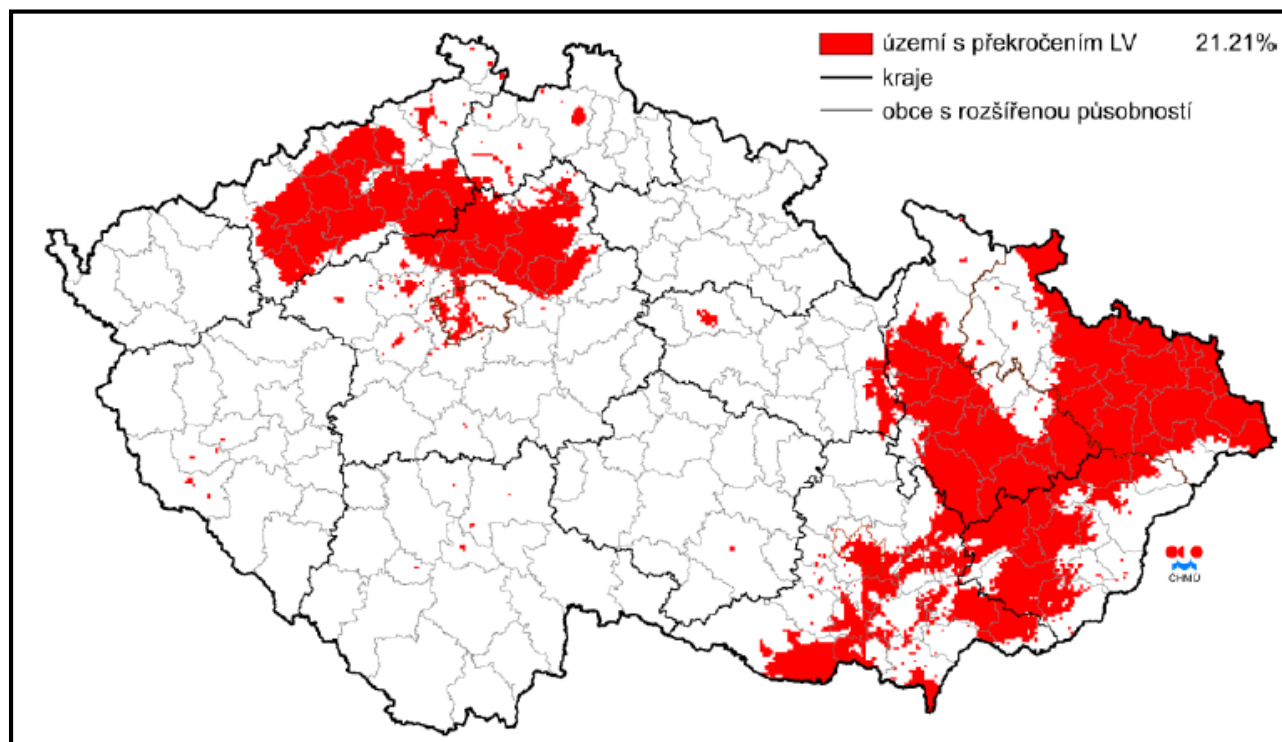 území s překročením LV 21.21%
kraje
obce s rozšířenou působností
ČHMÚ